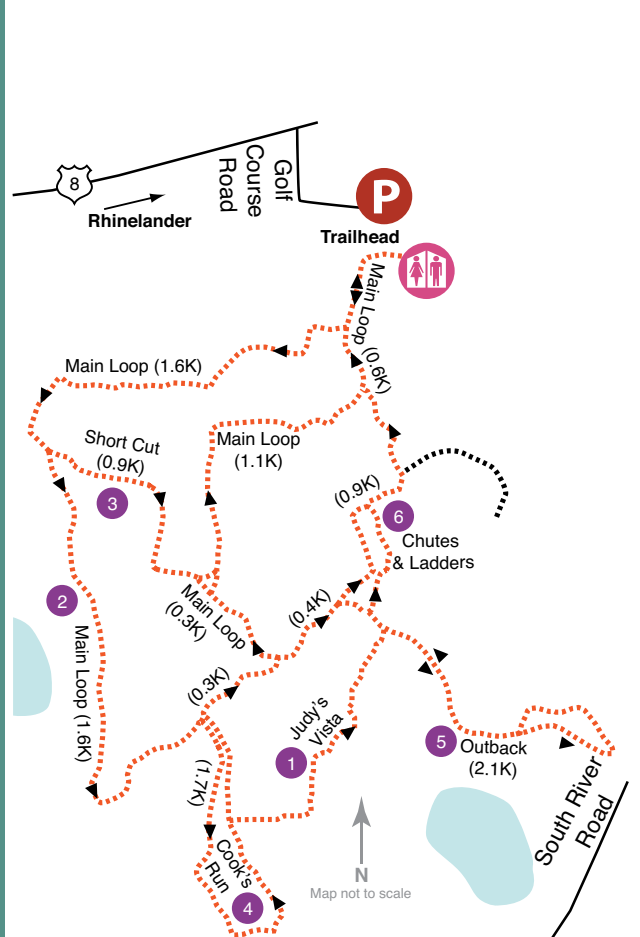 8
Rhinelander
Golf
Course
Road
P
Trailhead
Main Loop (0.6K)
Main Loop (1.6K)
Short Cut
(0.9K)
3
Main Loop
(1.1K)
(0.9K)
6
Chutes
& Ladders
2
Main Loop (1.6K)
Main Loop
(0.3K)
(0.4K)
(0.3K)
Judy's
Vista
1
5
Outback
(2.1K)
(1.7K)
Cook's
Run
4
N
Map not to scale
South River
Road